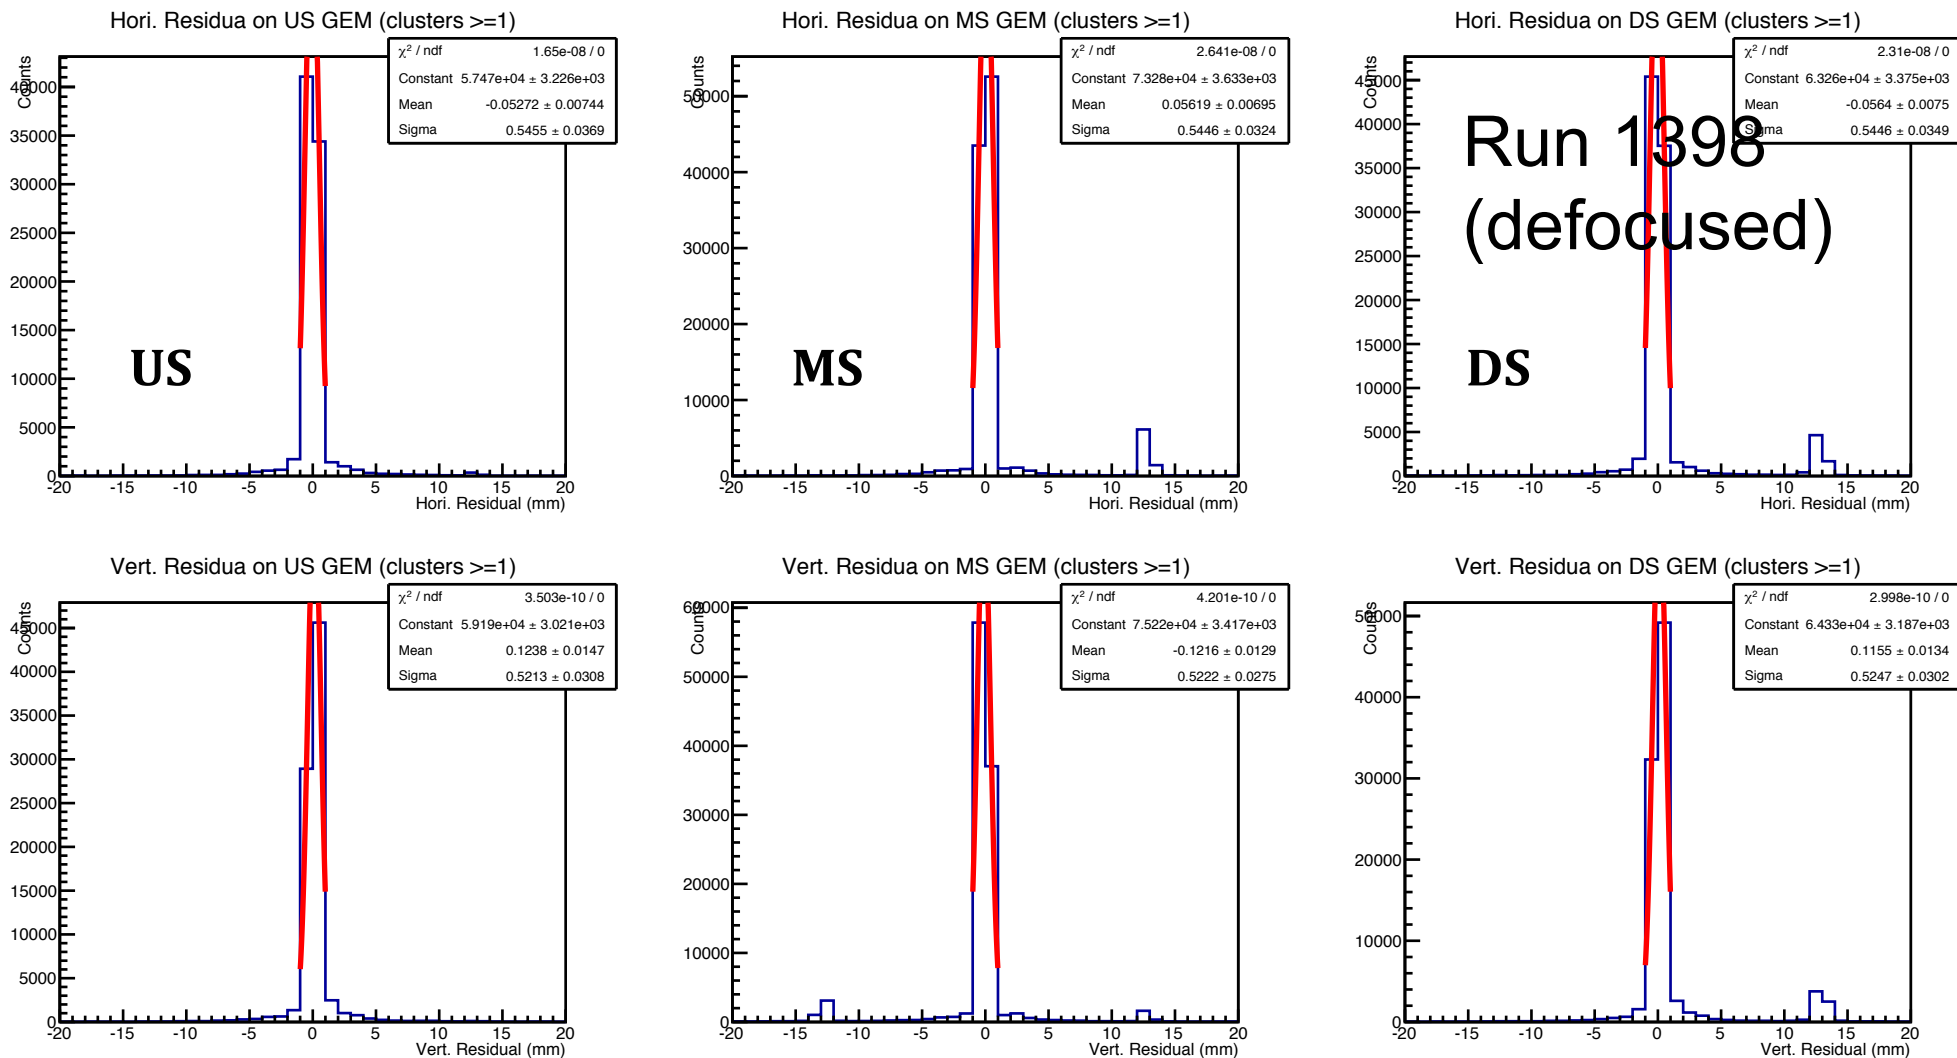 Hori. Residua on US GEM (clusters >=1)
Counts
χ² / ndf 1.65e-08 / 0
Constant 5.747e+04 ± 3.226e+03
Mean -0.05272 ± 0.00744
Sigma 0.5455 ± 0.0369
40000
35000
30000
25000
20000
15000
10000
5000
0
US
-20 -15 -10 -5 0 5 10 15 20
Hori. Residual (mm)
Hori. Residua on MS GEM (clusters >=1)
Counts
χ² / ndf 2.641e-08 / 0
Constant 7.328e+04 ± 3.633e+03
Mean 0.05619 ± 0.00695
Sigma 0.5446 ± 0.0324
50000
40000
30000
20000
10000
0
MS
-20 -15 -10 -5 0 5 10 15 20
Hori. Residual (mm)
Hori. Residua on DS GEM (clusters >=1)
Counts
χ² / ndf 2.31e-08 / 0
Constant 6.326e+04 ± 3.375e+03
Mean -0.0564 ± 0.0075
Sigma 0.5446 ± 0.0349
Run 1398
(defocused)
45000
40000
35000
30000
25000
20000
15000
10000
5000
0
DS
-20 -15 -10 -5 0 5 10 15 20
Hori. Residual (mm)
Vert. Residua on US GEM (clusters >=1)
Counts
χ² / ndf 3.503e-10 / 0
Constant 5.919e+04 ± 3.021e+03
Mean 0.1238 ± 0.0147
Sigma 0.5213 ± 0.0308
45000
40000
35000
30000
25000
20000
15000
10000
5000
0
-20 -15 -10 -5 0 5 10 15 20
Vert. Residual (mm)
Vert. Residua on MS GEM (clusters >=1)
Counts
χ² / ndf 4.201e-10 / 0
Constant 7.522e+04 ± 3.417e+03
Mean -0.1216 ± 0.0129
Sigma 0.5222 ± 0.0275
60000
50000
40000
30000
20000
10000
0
-20 -15 -10 -5 0 5 10 15 20
Vert. Residual (mm)
Vert. Residua on DS GEM (clusters >=1)
Counts
χ² / ndf 2.998e-10 / 0
Constant 6.433e+04 ± 3.187e+03
Mean 0.1155 ± 0.0134
Sigma 0.5247 ± 0.0302
50000
40000
30000
20000
10000
0
-20 -15 -10 -5 0 5 10 15 20
Vert. Residual (mm)